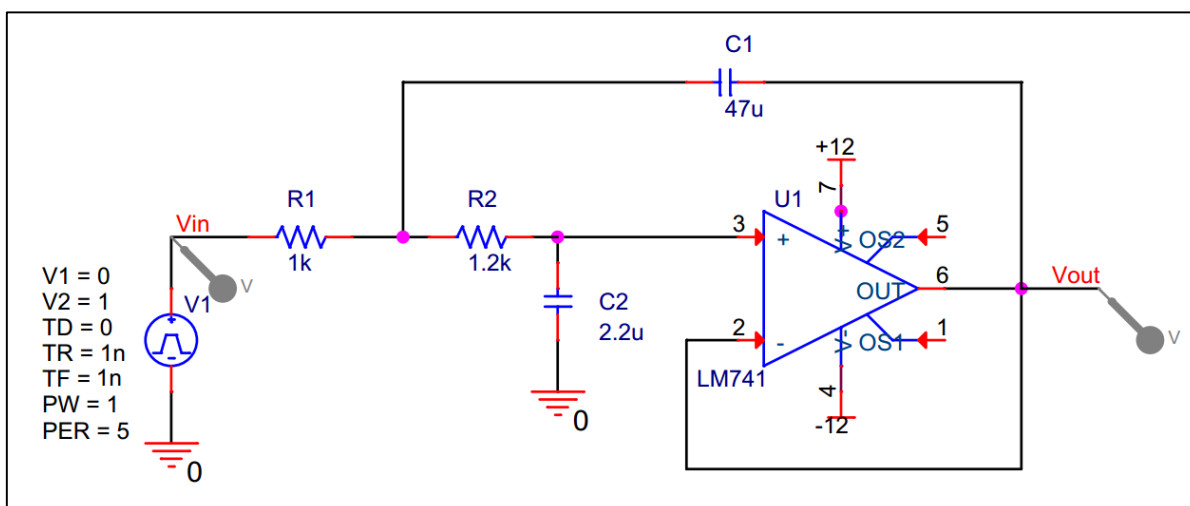 C1
47u
+12
7
R1
R2
U1
Vin
3
+
V+
OS2
5
1k
1.2k
V
V1 = 0
V2 = 1
TD = 0
TR = 1n
TF = 1n
PW = 1
PER = 5
V1
+
-
C2
2.2u
OUT
6
Vout
2
-
V-
OS1
1
V
LM741
4
-12
0
0